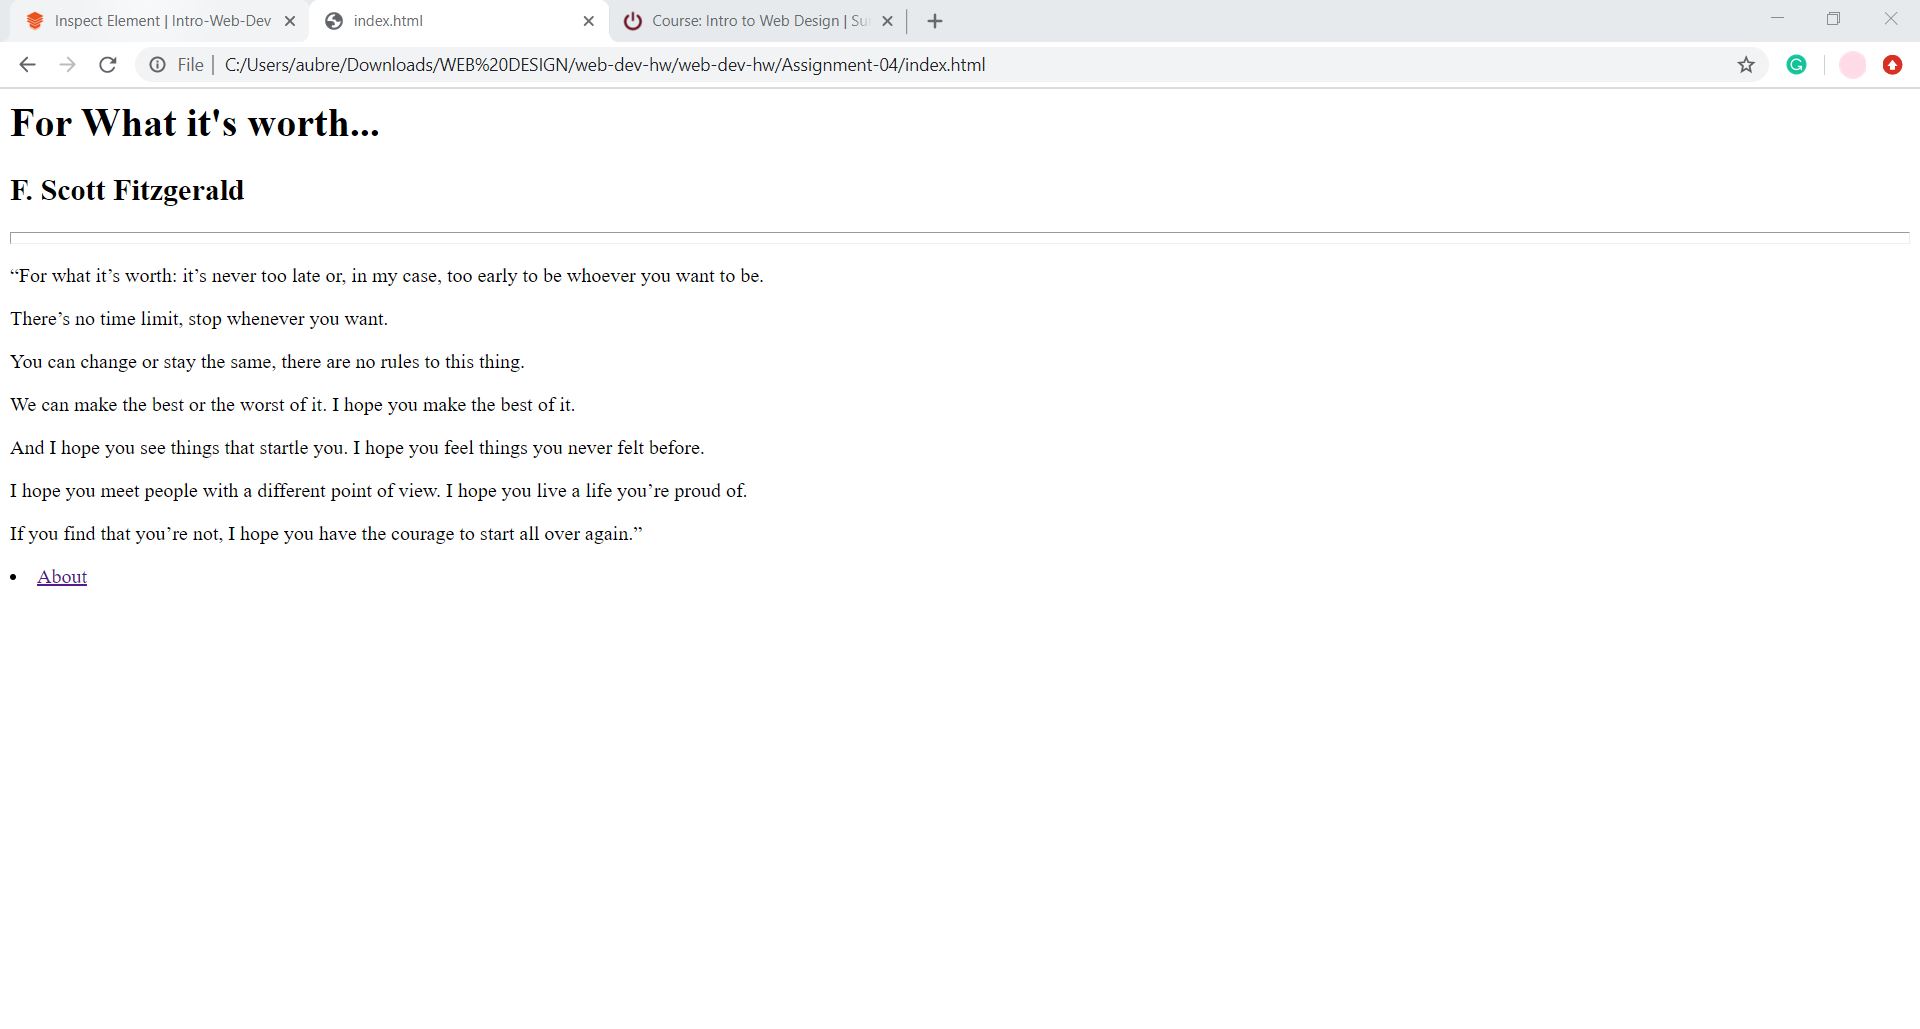 Inspect Element | Intro-Web-Dev
index.html
Course: Intro to Web Design | Su
File
C:/Users/aubre/Downloads/WEB%20DESIGN/web-dev-hw/web-dev-hw/Assignment-04/index.html
For What it's worth...
F. Scott Fitzgerald
“For what it’s worth: it’s never too late or, in my case, too early to be whoever you want to be.
There’s no time limit, stop whenever you want.
You can change or stay the same, there are no rules to this thing.
We can make the best or the worst of it. I hope you make the best of it.
And I hope you see things that startle you. I hope you feel things you never felt before.
I hope you meet people with a different point of view. I hope you live a life you’re proud of.
If you find that you’re not, I hope you have the courage to start all over again.”
• About